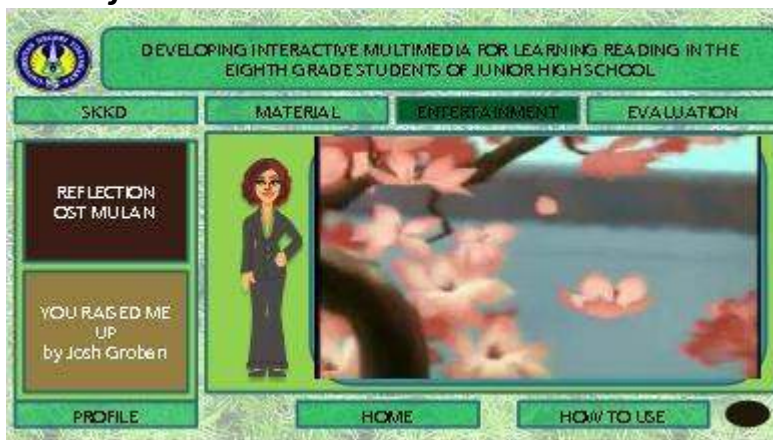 DEVELOPING INTERACTIVE MULTIMEDIA FOR LEARNING READING IN THE
EIGHTH GRADE STUDENTS OF JUNIOR HIGH SCHOOL
SKKD
MATERIAL
ENTERTAINMENT
EVALUATION
REFLECTION
OST MULAN
YOU RAISED ME
UP
by Josh Groban
PROFILE
HOME
HOW TO USE